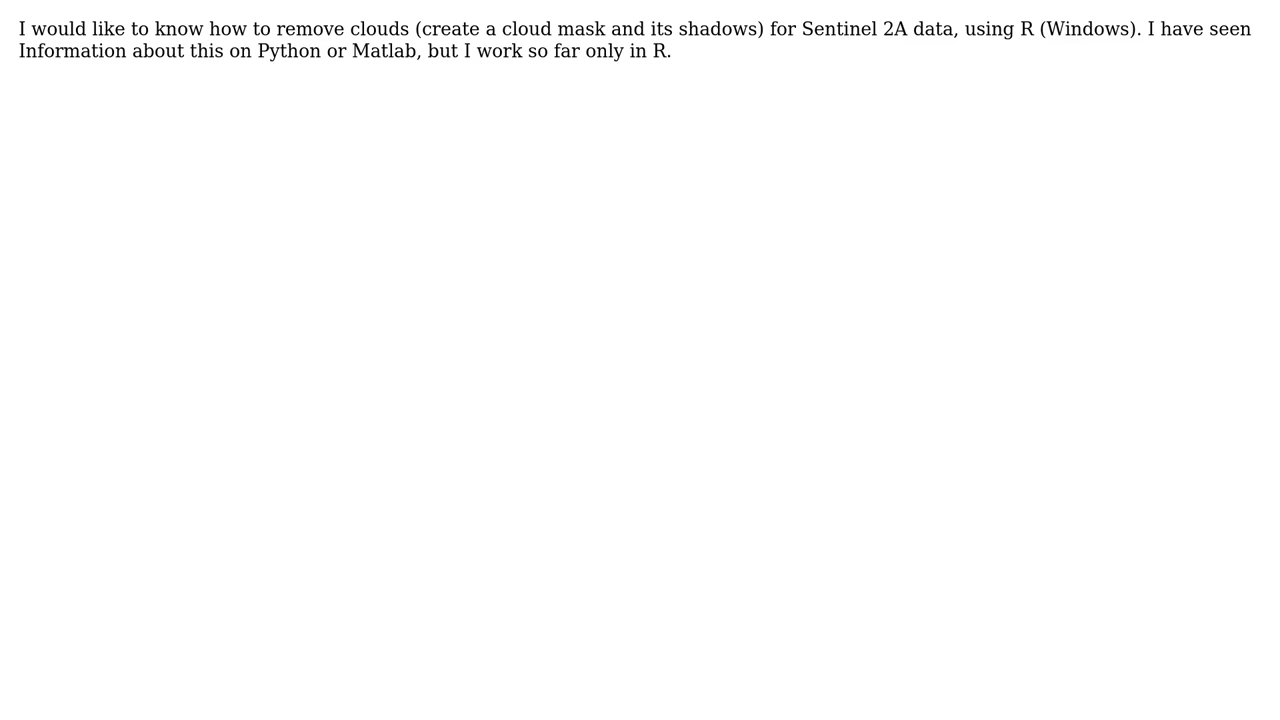 I would like to know how to remove clouds (create a cloud mask and its shadows) for Sentinel 2A data, using R (Windows). I have seen
Information about this on Python or Matlab, but I work so far only in R.